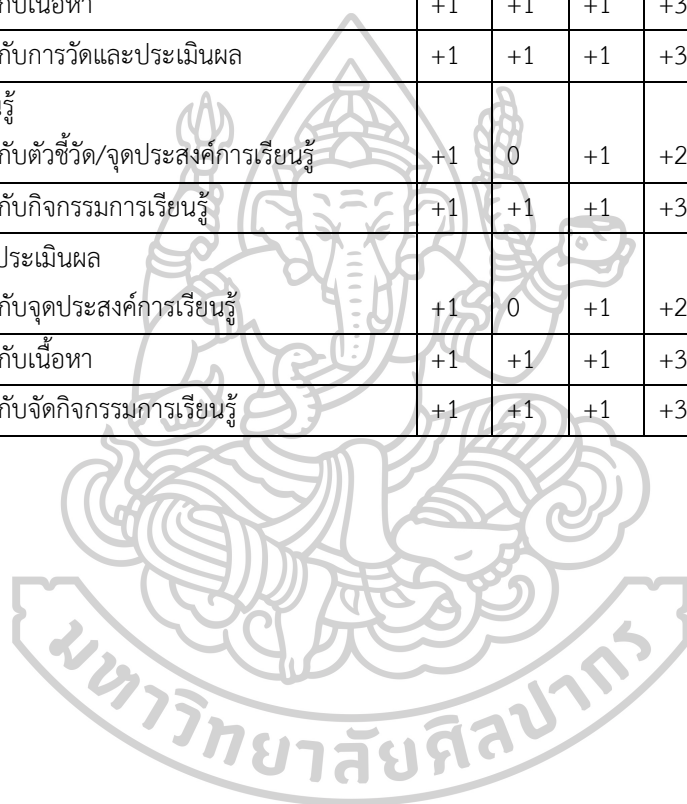 กับเนื้อหา +1 +1 +1 +3
กับการวัดและประเมินผล +1 +1 +1 +3
รู้
กับตัวชี้วัด/จุดประสงค์การเรียนรู้ +1 0 +1 +2
กับกิจกรรมการเรียนรู้ +1 +1 +1 +3
ประเมินผล
กับจุดประสงค์การเรียนรู้ +1 0 +1 +2
กับเนื้อหา +1 +1 +1 +3
กับจัดกิจกรรมการเรียนรู้ +1 +1 +1 +3
มหาวิทยาลัยศิลปากร